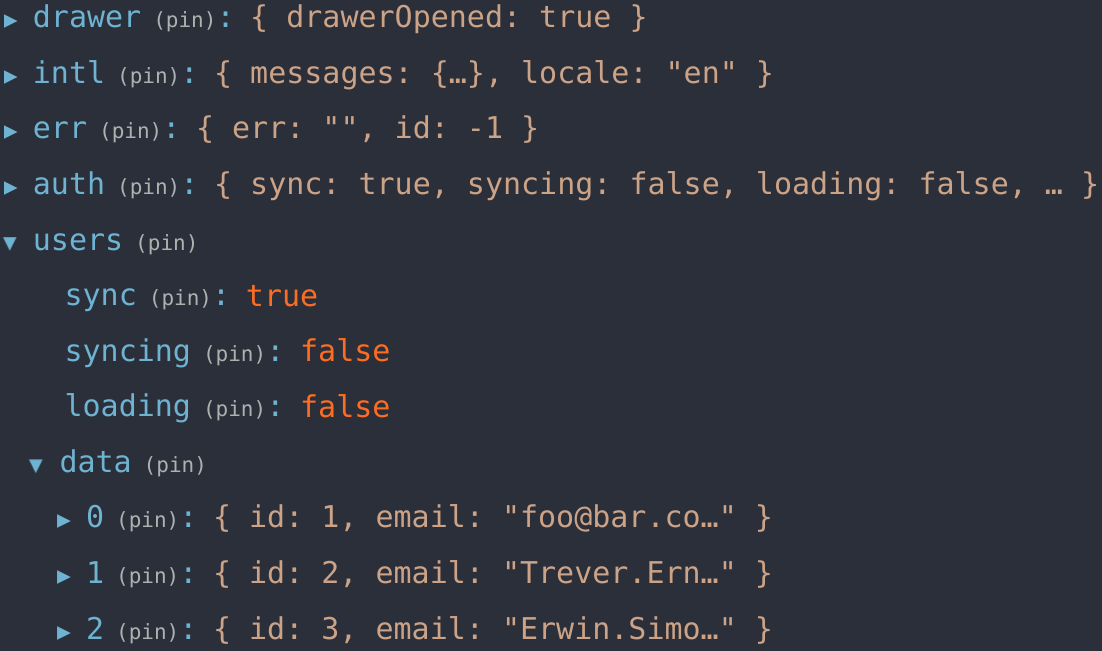 ▶ drawer (pin): { drawerOpened: true }
▶ intl (pin): { messages: {…}, locale: "en" }
▶ err (pin): { err: "", id: -1 }
▶ auth (pin): { sync: true, syncing: false, loading: false, … }
▼ users (pin)
sync (pin): true
syncing (pin): false
loading (pin): false
▼ data (pin)
▶ 0 (pin): { id: 1, email: "foo@bar.co…" }
▶ 1 (pin): { id: 2, email: "Trever.Ern…" }
▶ 2 (pin): { id: 3, email: "Erwin.Simo…" }